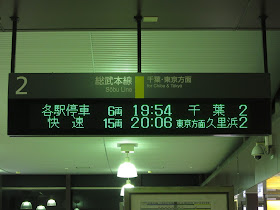 2 総武本線 千葉・東京方面
Sōbu Line for Chiba & Tokyo
各駅停車 6両 19:54 千葉 2
快速 15両 20:06 東京方面久里浜 2